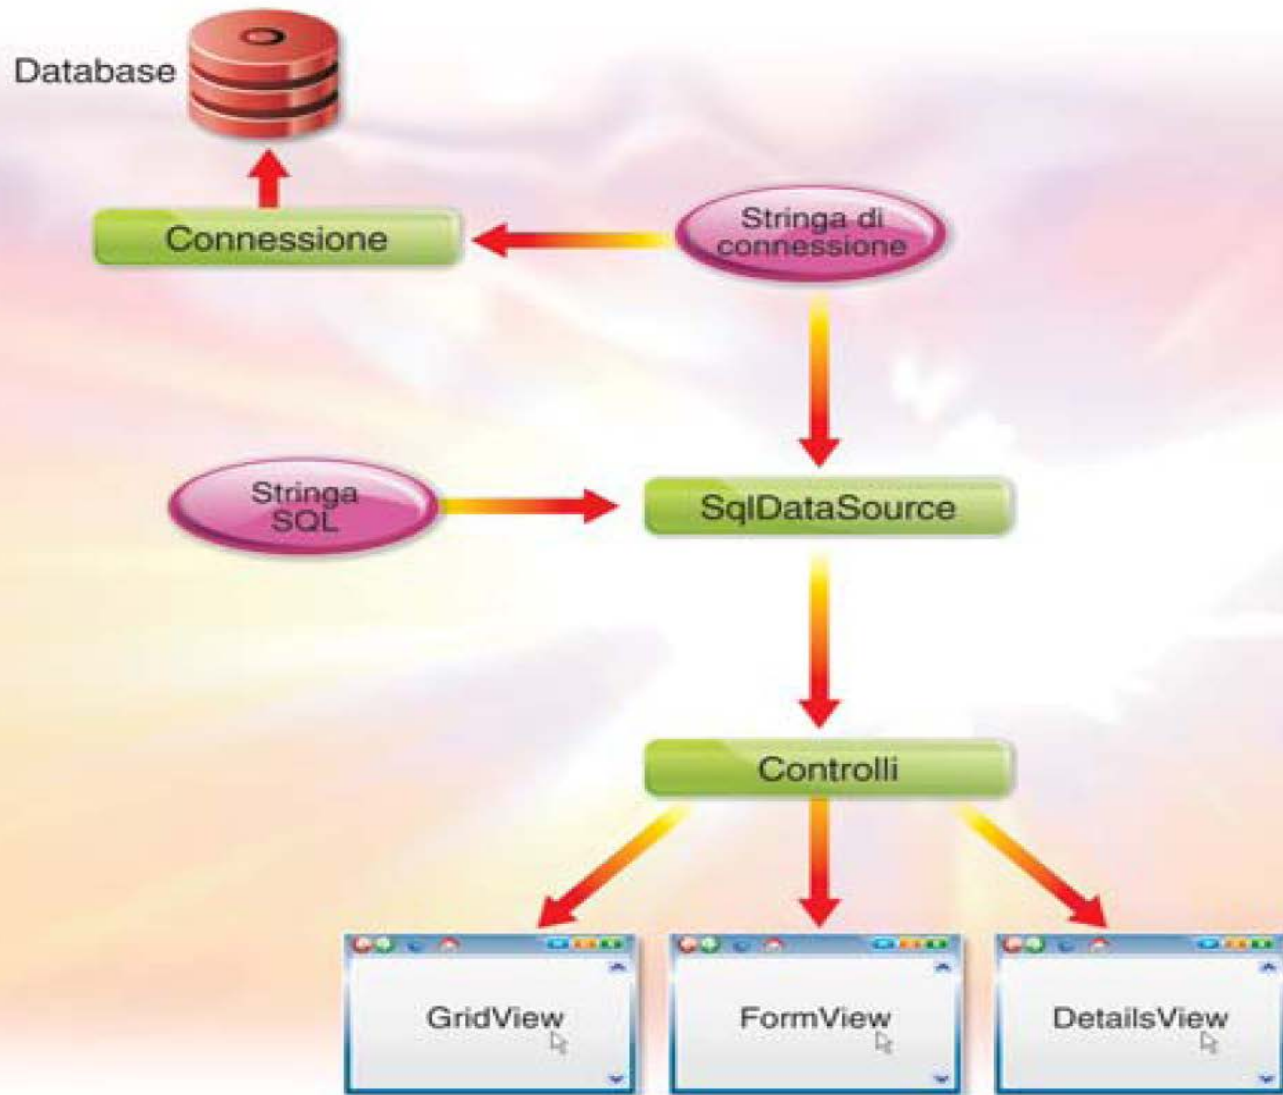 Database
Connessione
Stringa di
connessione
Stringa
SQL
SqlDataSource
Controlli
GridView
FormView
DetailsView